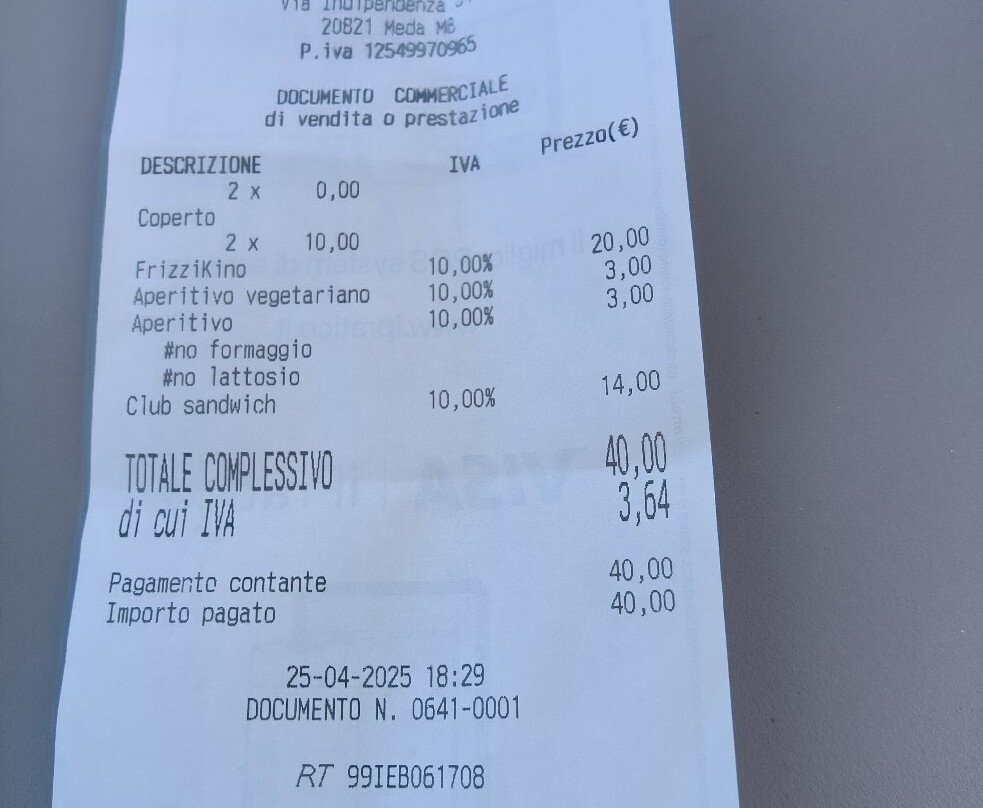 Via Indipendenza
20821 Meda MB
P.iva 12549970965
DOCUMENTO COMMERCIALE
di vendita o prestazione
DESCRIZIONE IVA Prezzo(€)
2 x 0,00
Coperto
2 x 10,00
FrizziKino 10,00% 20,00
Aperitivo vegetariano 10,00% 3,00
Aperitivo 10,00% 3,00
#no formaggio
#no lattosio
Club sandwich 10,00% 14,00
TOTALE COMPLESSIVO 40,00
di cui IVA 3,64
Pagamento contante 40,00
Importo pagato 40,00
25-04-2025 18:29
DOCUMENTO N. 0641-0001
RT 99IEB061708